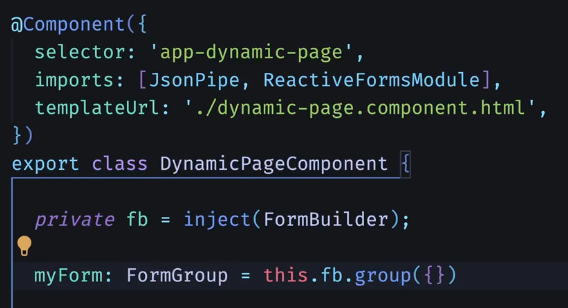 @Component({
  selector: 'app-dynamic-page',
  imports: [JsonPipe, ReactiveFormsModule],
  templateUrl: './dynamic-page.component.html',
})
export class DynamicPageComponent {
  private fb = inject(FormBuilder);
  myForm: FormGroup = this.fb.group({})